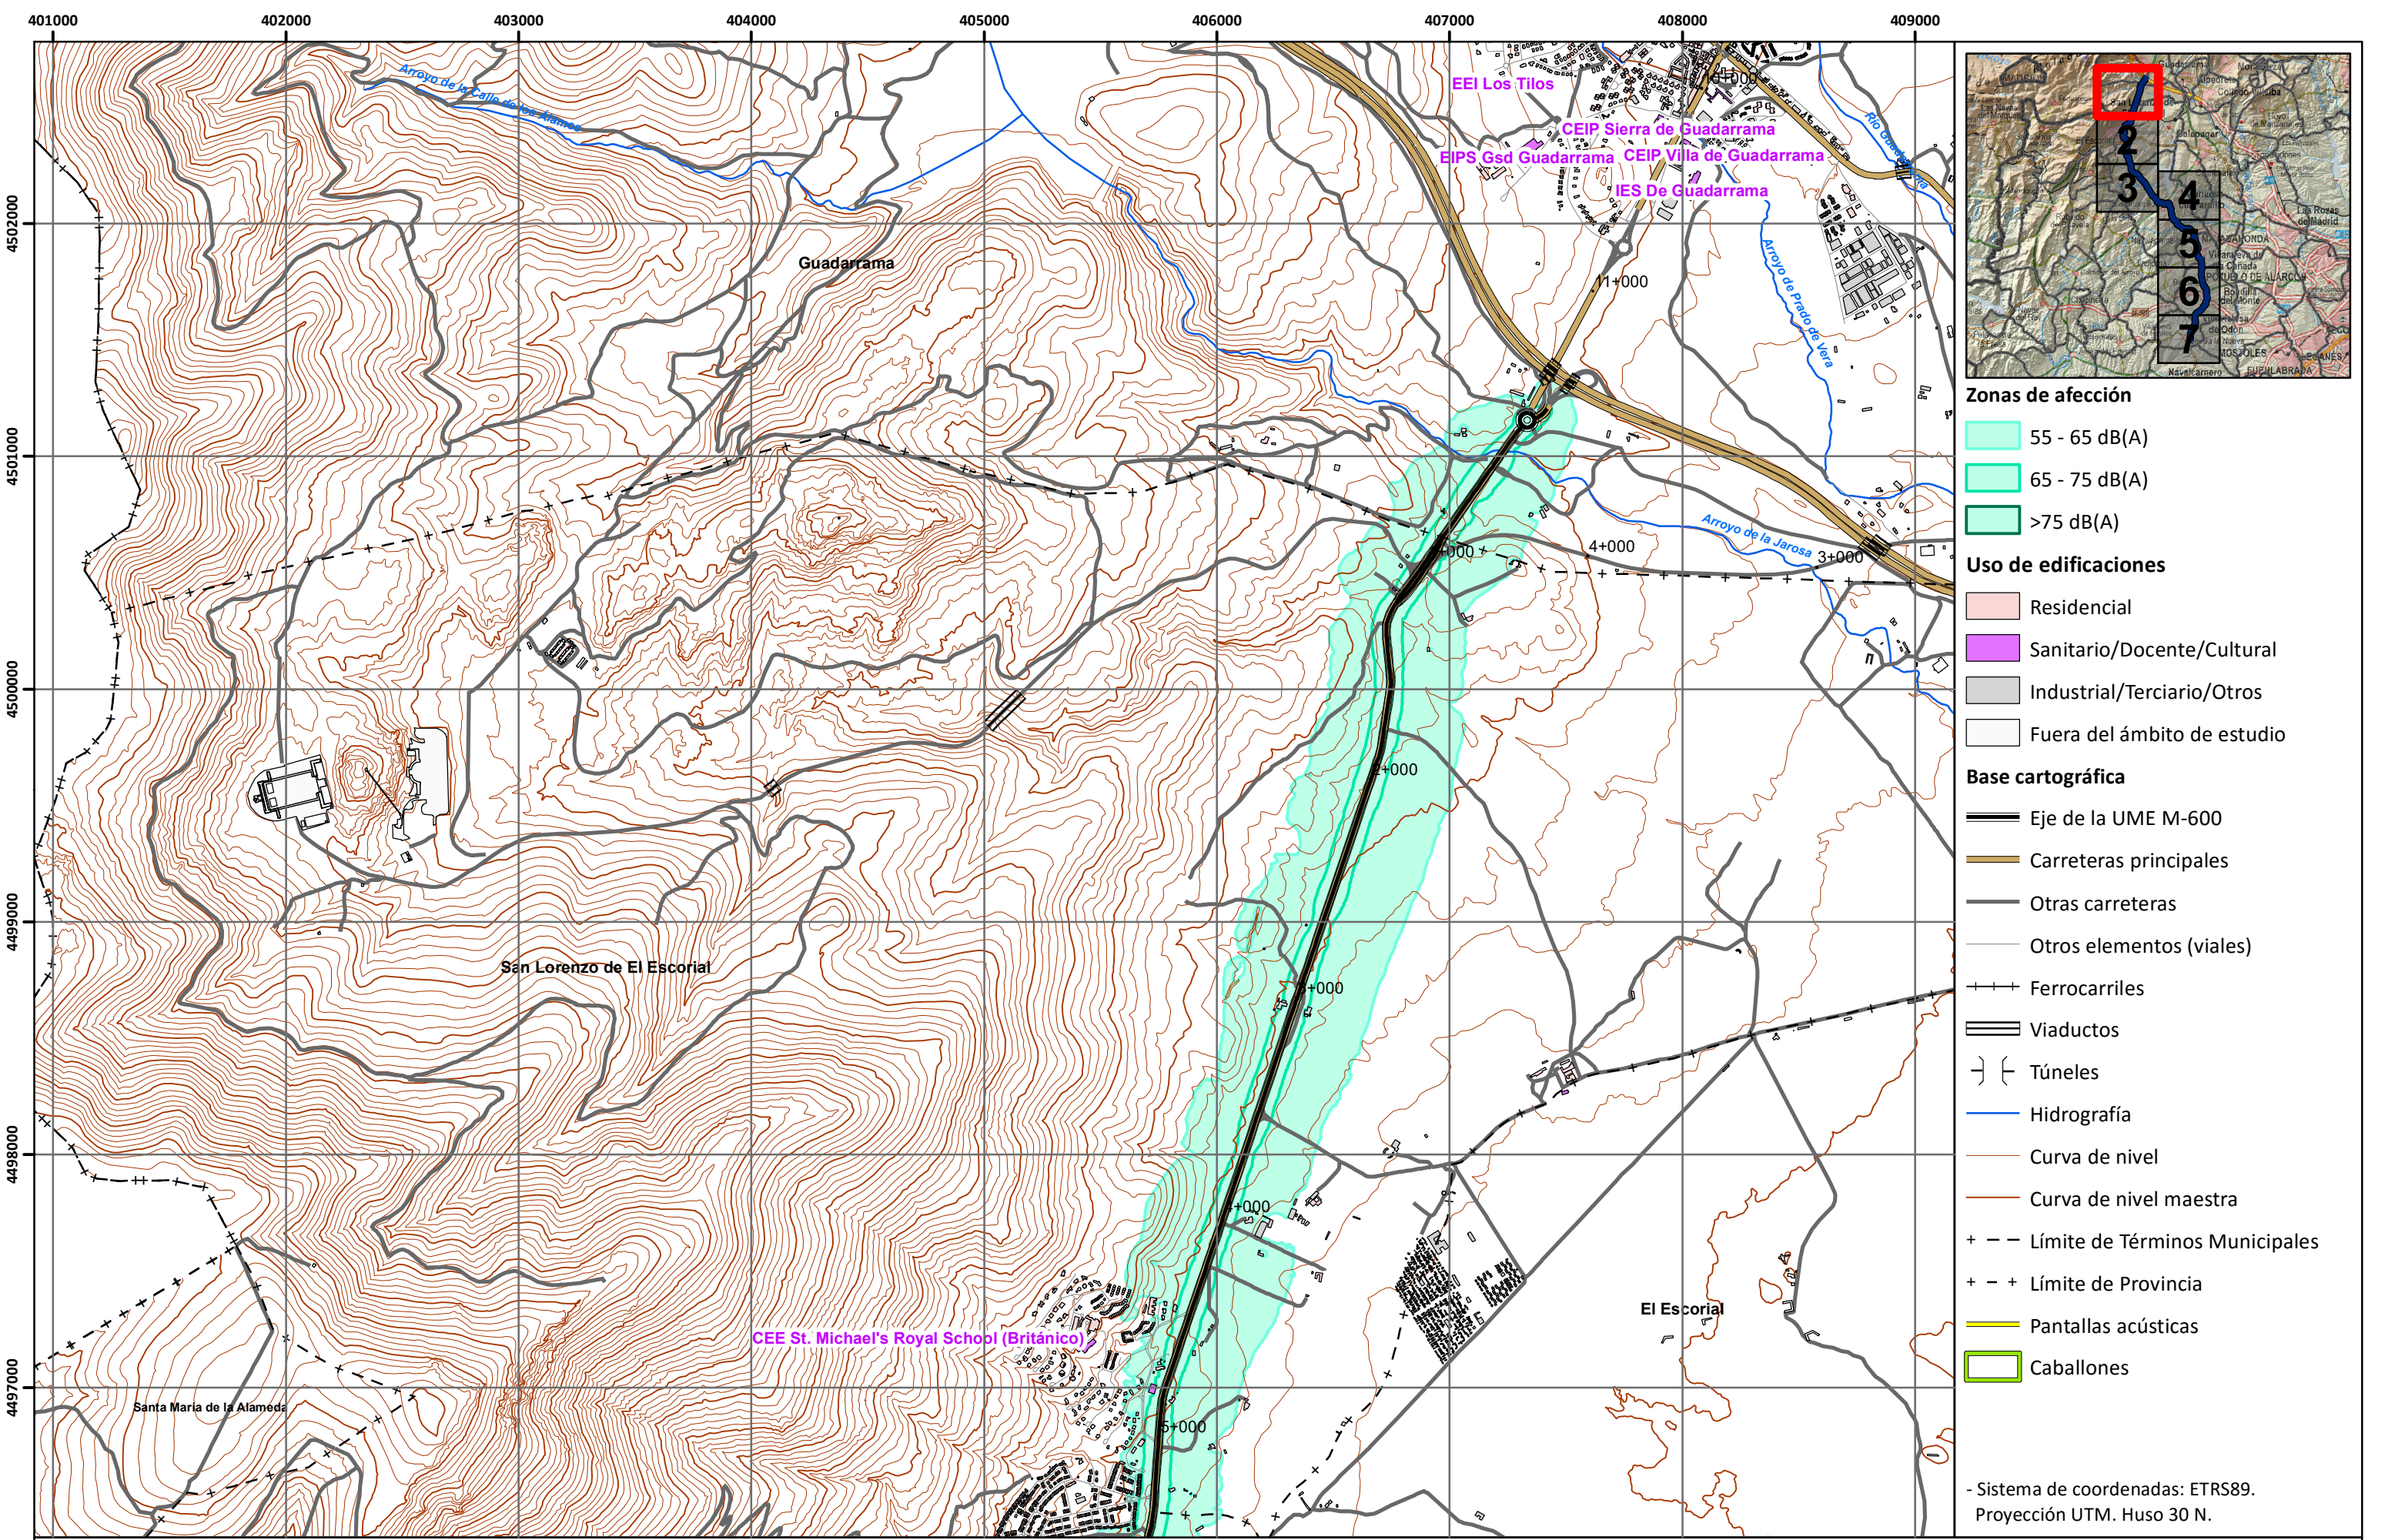 401000 402000 403000 404000 405000 406000 407000 408000 409000
4502000
4501000
4500000
4499000
4498000
4497000
Arroyo de la Calle de los Álamos
EEI Los Tilos
CEIP Sierra de Guadarrama
EIPS Gsd Guadarrama
CEIP Villa de Guadarrama
IES De Guadarrama
Río Guadarrama
Arroyo de Prado de Vera
Guadarrama
11+000
Arroyo de la Jarosa
4+000
3+000
2+000
3+000
San Lorenzo de El Escorial
4+000
El Escorial
CEE St. Michael's Royal School (Británico)
Santa María de la Alameda
5+000
2
3
4
5
6
7
Zonas de afección
55 - 65 dB(A)
65 - 75 dB(A)
>75 dB(A)
Uso de edificaciones
Residencial
Sanitario/Docente/Cultural
Industrial/Terciario/Otros
Fuera del ámbito de estudio
Base cartográfica
Eje de la UME M-600
Carreteras principales
Otras carreteras
Otros elementos (viales)
Ferrocarriles
Viaductos
Túneles
Hidrografía
Curva de nivel
Curva de nivel maestra
Límite de Términos Municipales
Límite de Provincia
Pantallas acústicas
Caballones
- Sistema de coordenadas: ETRS89.
Proyección UTM. Huso 30 N.